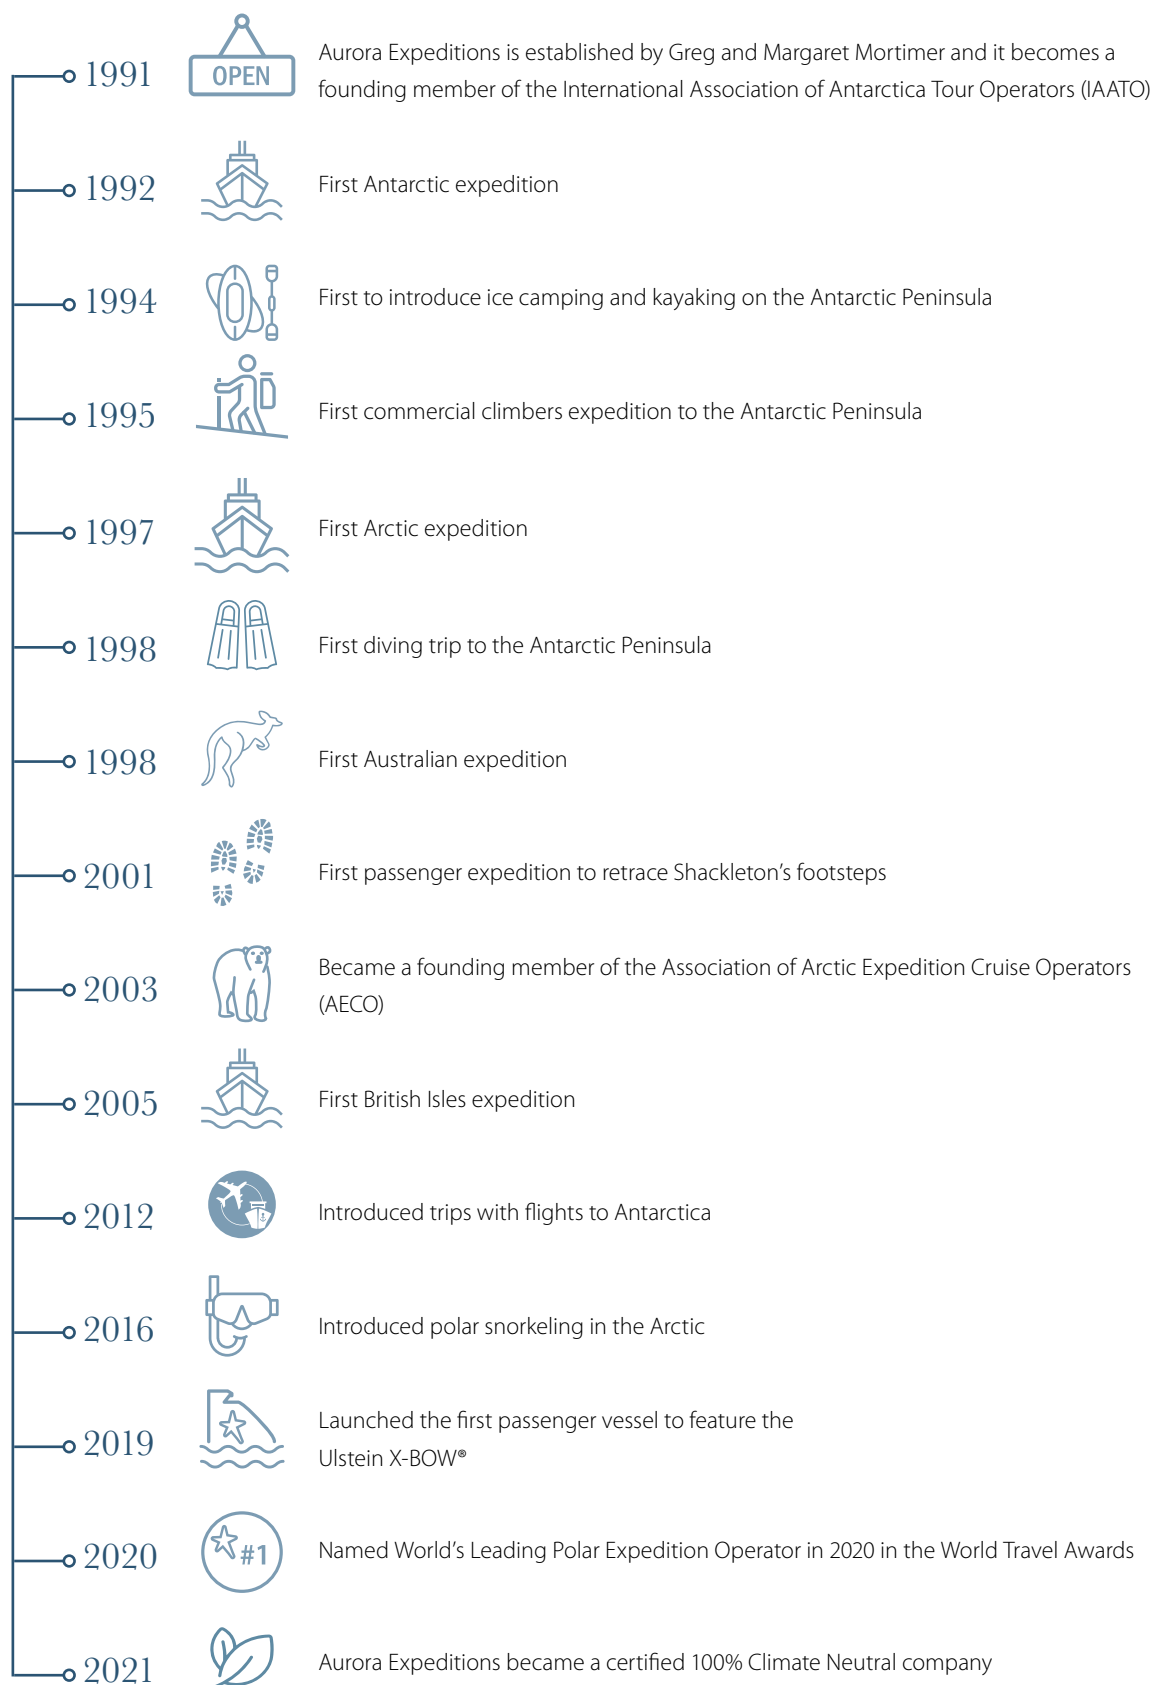 1991
OPEN
Aurora Expeditions is established by Greg and Margaret Mortimer and it becomes a
founding member of the International Association of Antarctica Tour Operators (IAATO)
1992
First Antarctic expedition
1994
First to introduce ice camping and kayaking on the Antarctic Peninsula
1995
First commercial climbers expedition to the Antarctic Peninsula
1997
First Arctic expedition
1998
First diving trip to the Antarctic Peninsula
1998
First Australian expedition
2001
First passenger expedition to retrace Shackleton’s footsteps
2003
Became a founding member of the Association of Arctic Expedition Cruise Operators
(AECO)
2005
First British Isles expedition
2012
Introduced trips with flights to Antarctica
2016
Introduced polar snorkeling in the Arctic
2019
Launched the first passenger vessel to feature the
Ulstein X-BOW®
2020
#1
Named World’s Leading Polar Expedition Operator in 2020 in the World Travel Awards
2021
Aurora Expeditions became a certified 100% Climate Neutral company